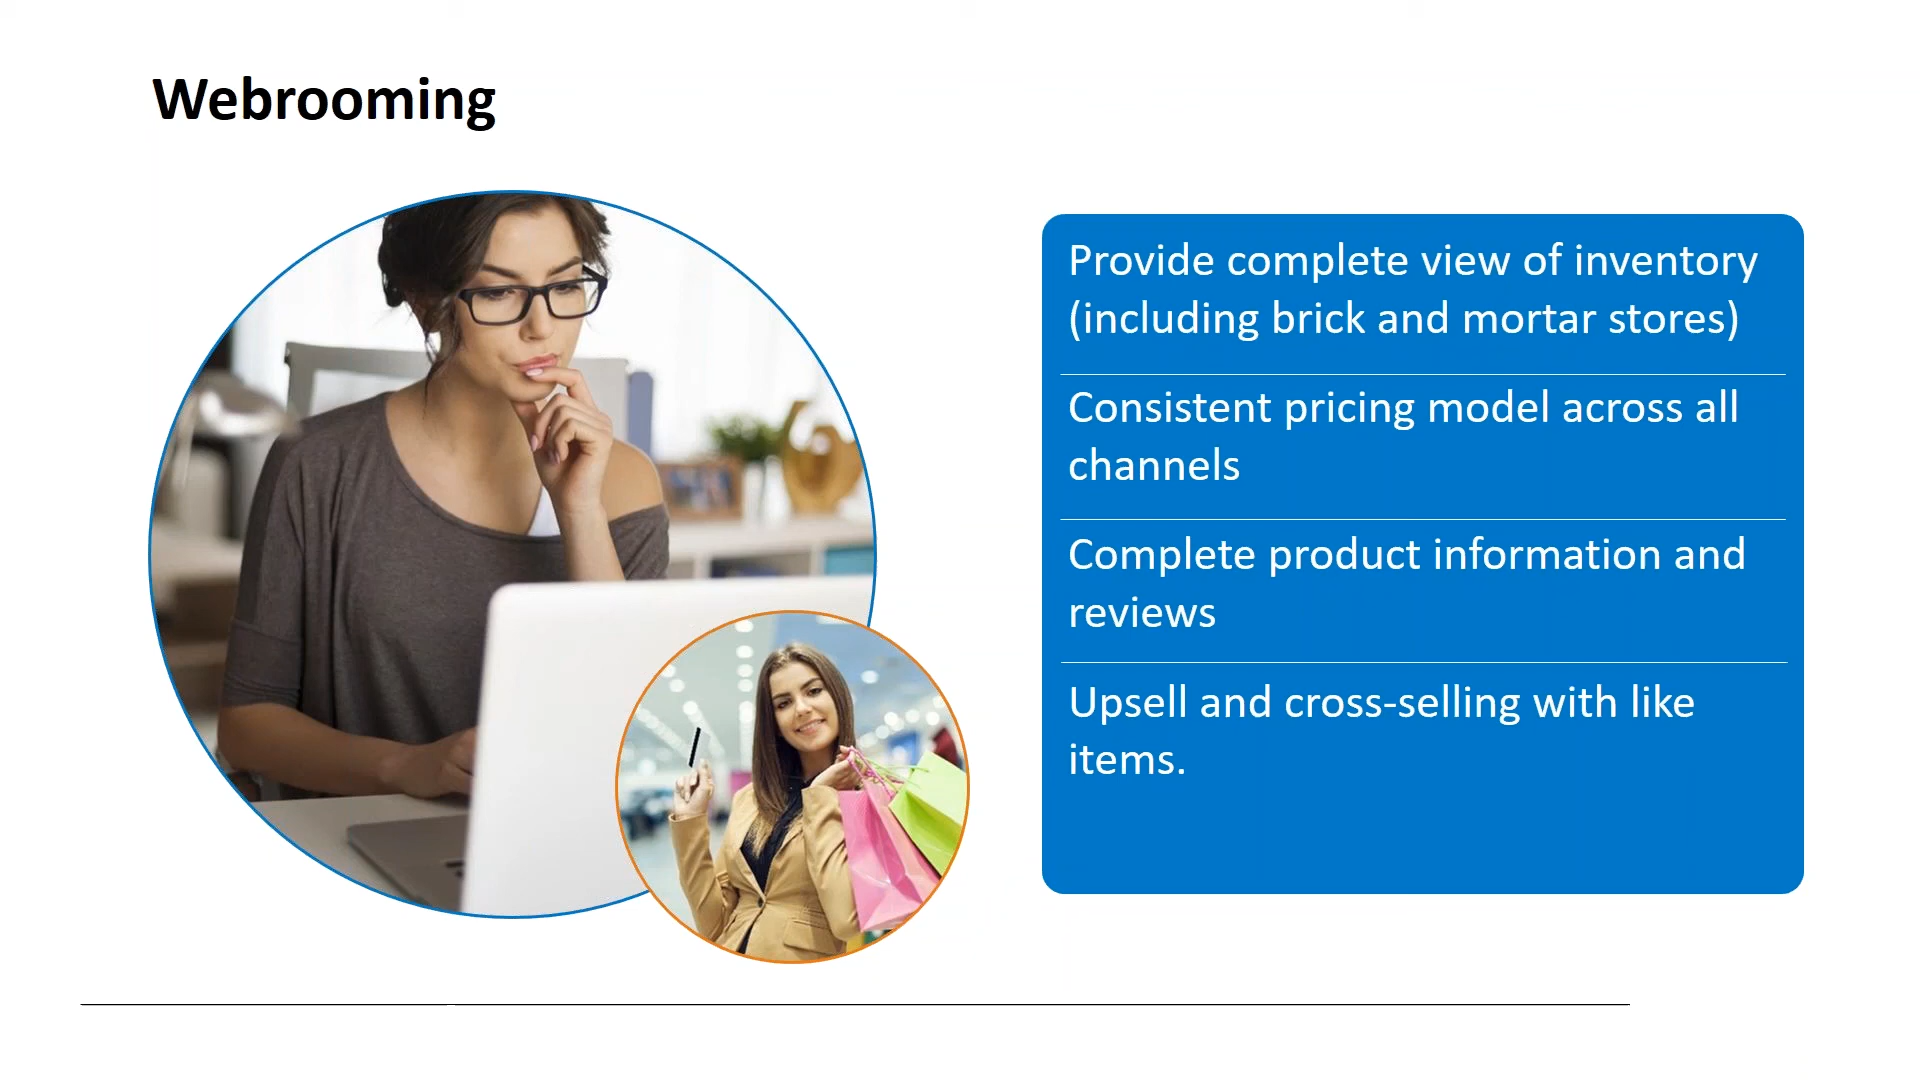 Webrooming
Provide complete view of inventory
(including brick and mortar stores)
Consistent pricing model across all
channels
Complete product information and
reviews
Upsell and cross-selling with like
items.